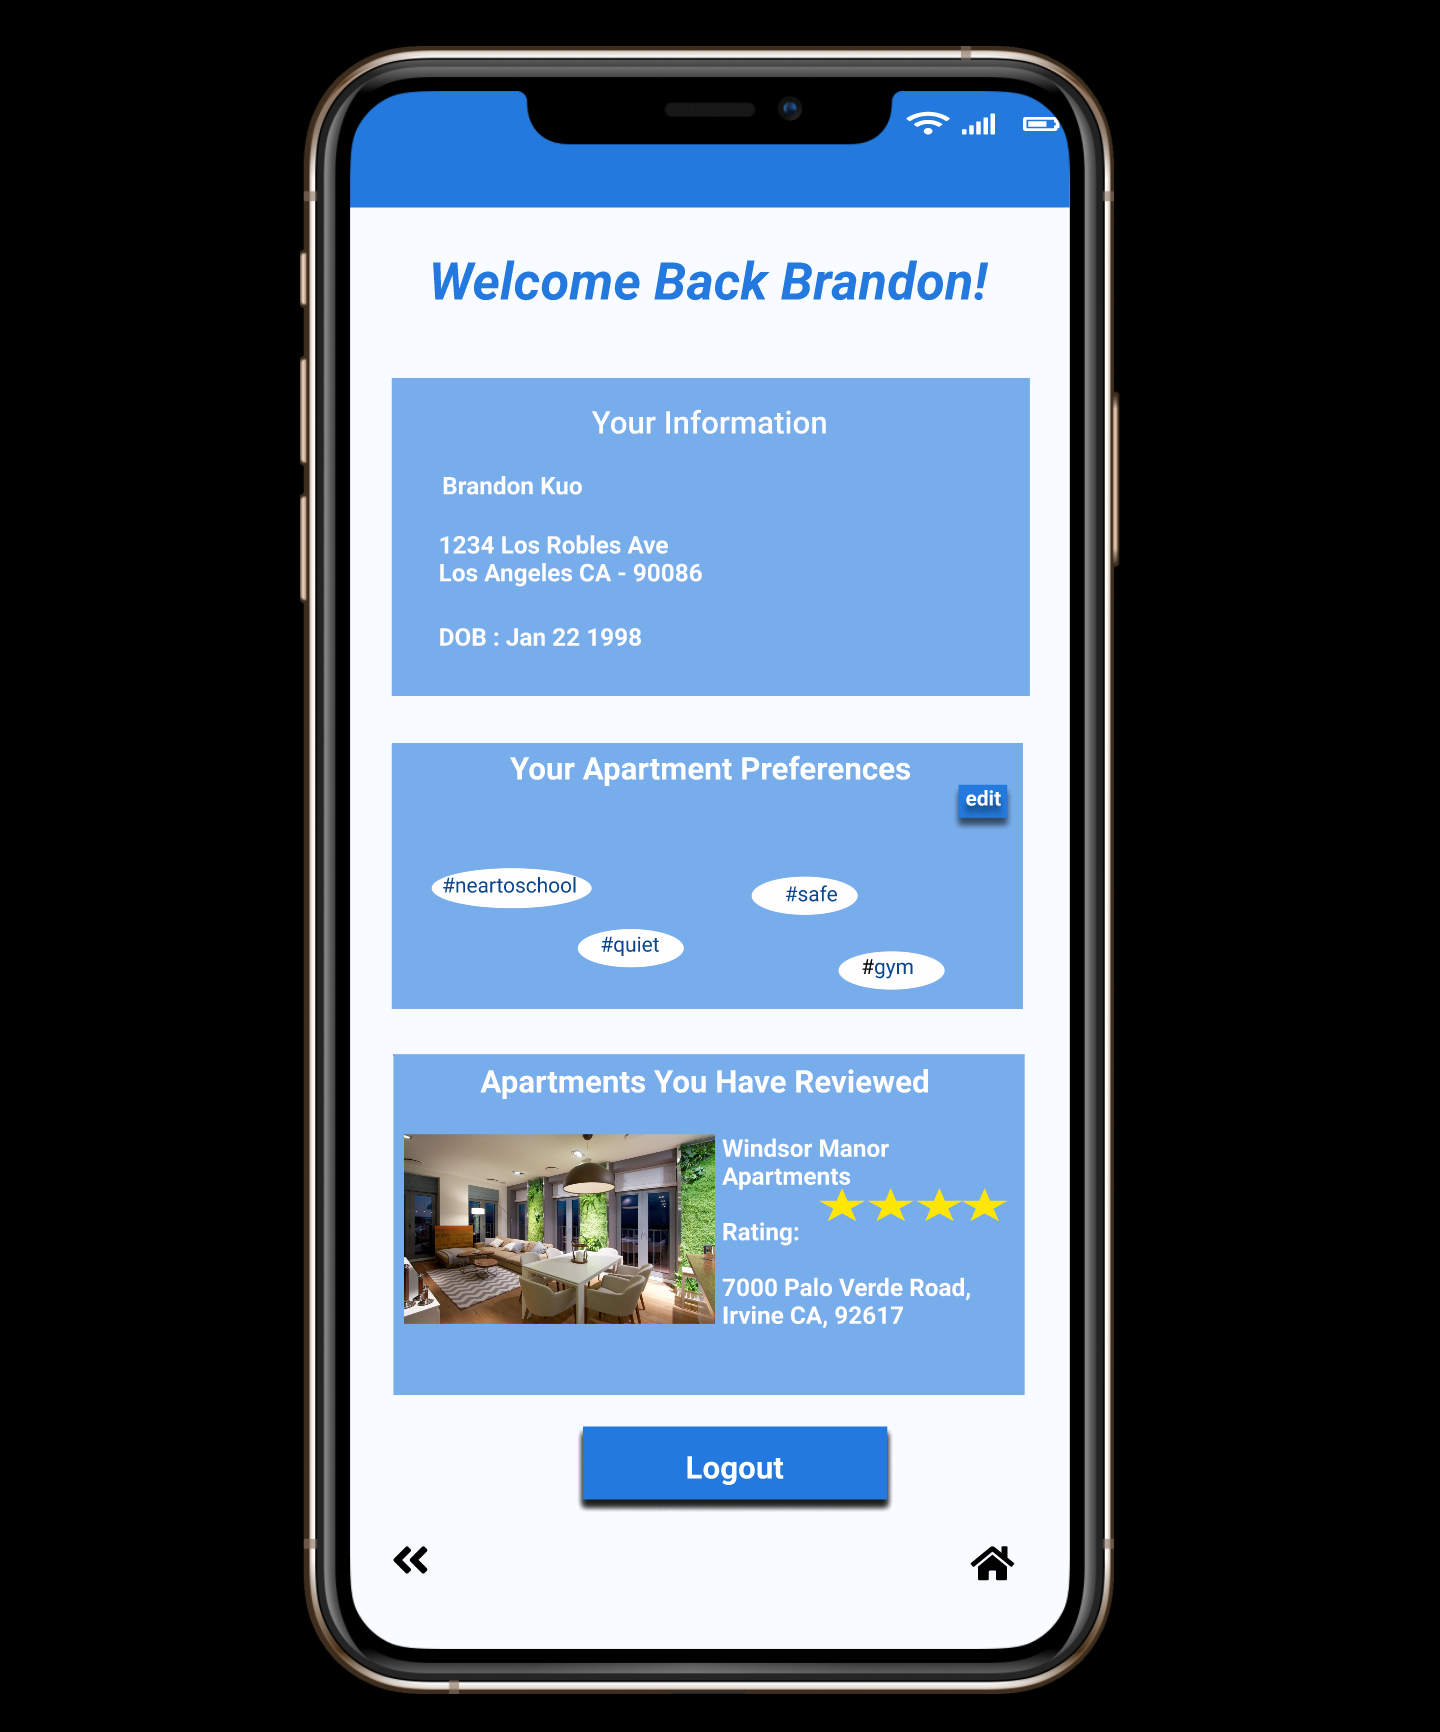 Welcome Back Brandon!
Your Information
Brandon Kuo
1234 Los Robles Ave
Los Angeles CA - 90086
DOB : Jan 22 1998
Your Apartment Preferences
edit
#neartoschool
#safe
#quiet
#gym
Apartments You Have Reviewed
Windsor Manor
Apartments
Rating:
7000 Palo Verde Road,
Irvine CA, 92617
Logout